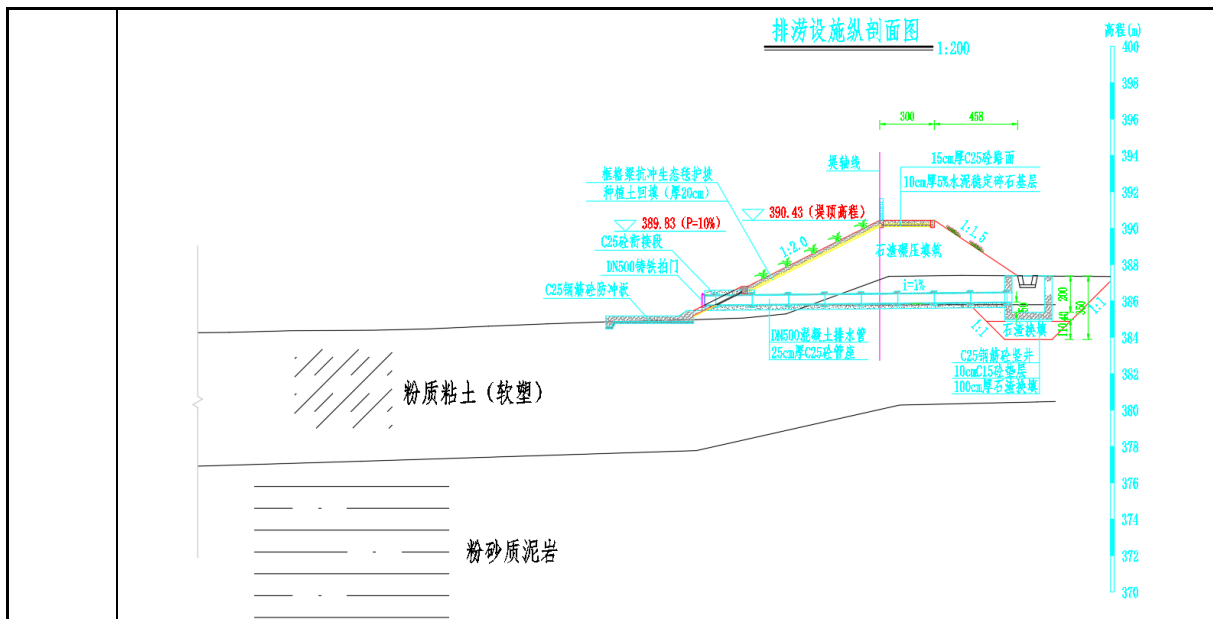 排涝设施纵剖面图
1:200
高程(m)
400
398
396
394
392
390
388
386
384
382
380
378
376
374
372
370
300
458
堤轴线
15cm厚C25砼路面
10cm厚5%水泥稳定碎石基层
框格梁抗冲生态毯护坡
种植土回填（厚20cm）
389.83 (P=10%)
390.43 (堤顶高程)
C25砼衔接段
DN500铸铁拍门
C25钢筋砼防冲板
1:2.0
1:1.5
石渣碾压填筑
i=1%
200
350
1:1
1:1
石渣换填
DN500混凝土排水管
25cm厚C25砼管座
C25钢筋砼竖井
10cmC15砼垫层
100cm厚石渣换填
粉质粘土（软塑）
粉砂质泥岩